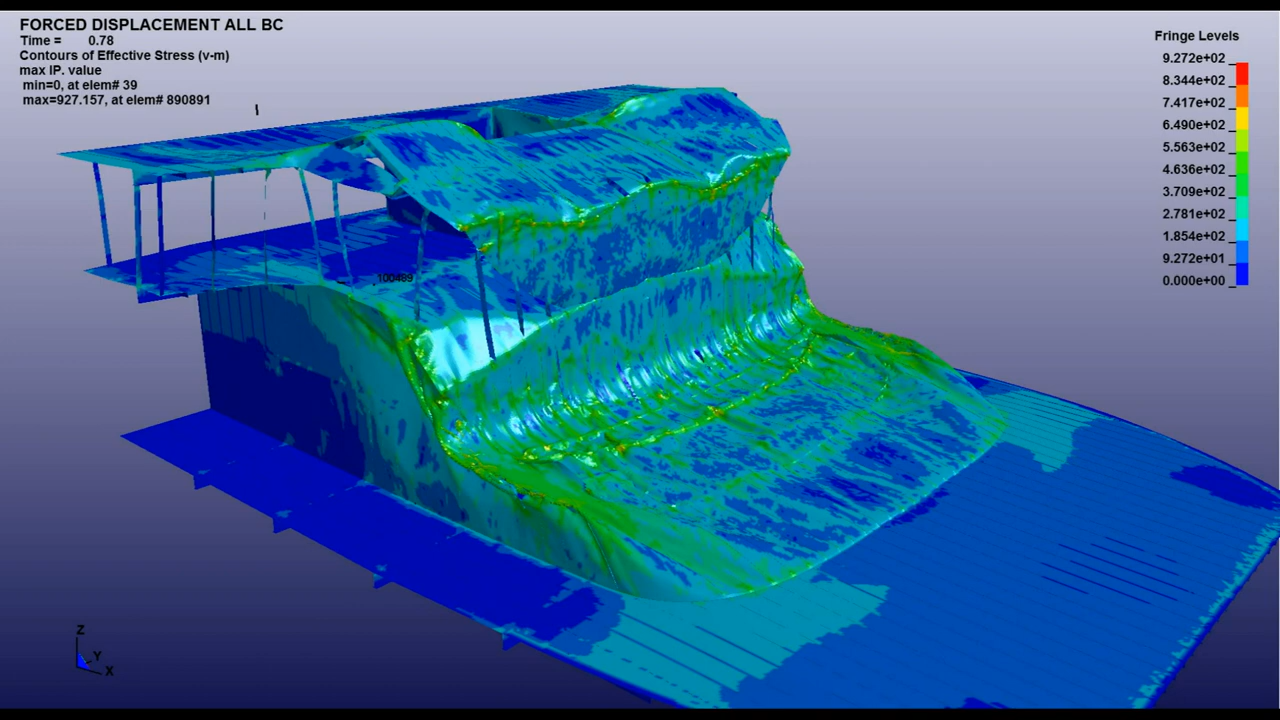 FORCED DISPLACEMENT ALL BC
Time = 0.78
Contours of Effective Stress (v-m)
max IP. value
min=0, at elem# 39
max=927.157, at elem# 890891
Fringe Levels
9.272e+02
8.344e+02
7.417e+02
6.490e+02
5.563e+02
4.636e+02
3.709e+02
2.781e+02
1.854e+02
9.272e+01
0.000e+00
100489
Z
Y
X